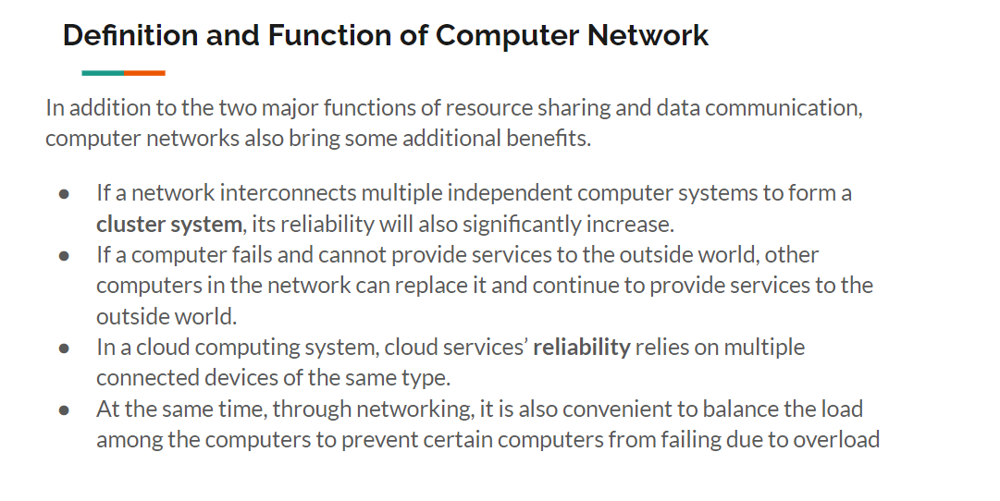 Definition and Function of Computer Network
In addition to the two major functions of resource sharing and data communication,
computer networks also bring some additional benefits.
● If a network interconnects multiple independent computer systems to form a
cluster system, its reliability will also significantly increase.
● If a computer fails and cannot provide services to the outside world, other
computers in the network can replace it and continue to provide services to the
outside world.
● In a cloud computing system, cloud services’ reliability relies on multiple
connected devices of the same type.
● At the same time, through networking, it is also convenient to balance the load
among the computers to prevent certain computers from failing due to overload